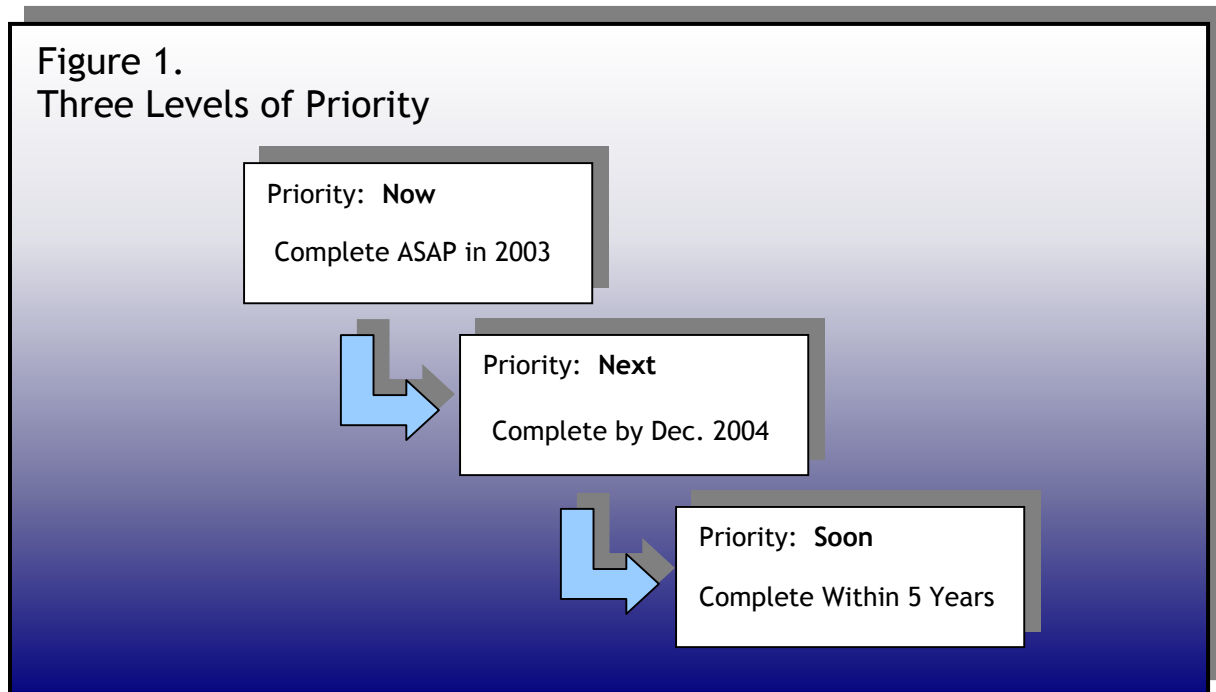 Figure 1.
Three Levels of Priority
Priority: Now
Complete ASAP in 2003
Priority: Next
Complete by Dec. 2004
Priority: Soon
Complete Within 5 Years